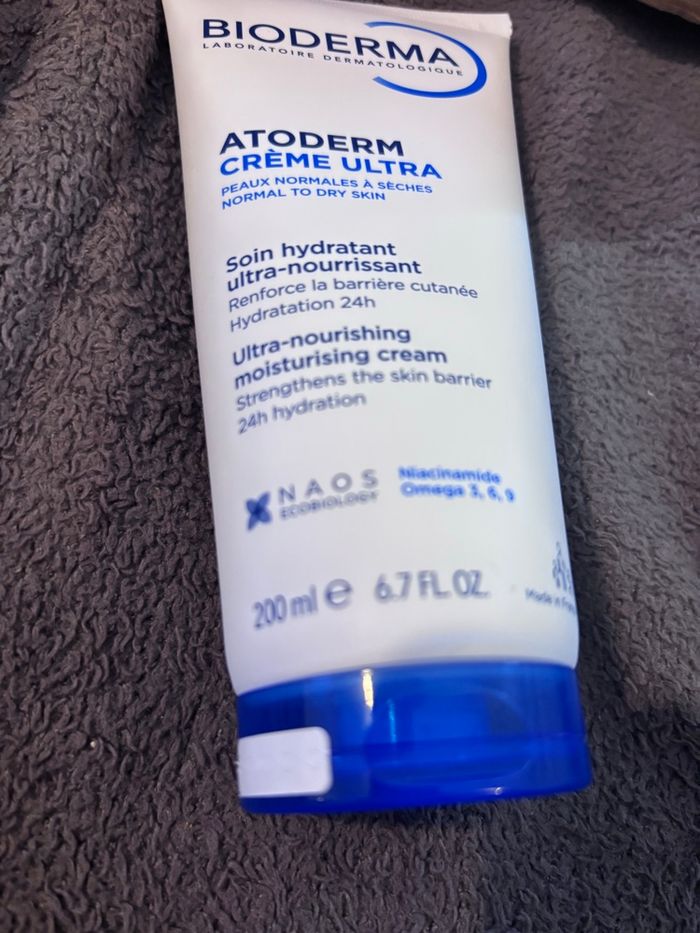 BIODERMA
LABORATOIRE DERMATOLOGIQUE
ATODERM
CRÈME ULTRA
PEAUX NORMALES À SÈCHES
NORMAL TO DRY SKIN
Soin hydratant
ultra-nourrissant
Renforce la barrière cutanée
Hydratation 24h
Ultra-nourishing
moisturising cream
Strengthens the skin barrier
24h hydration
NAOS
ECOBIOLOGY
Niacinamide
Omega 3, 6, 9
200 ml e 6.7 FL. OZ.
Made in